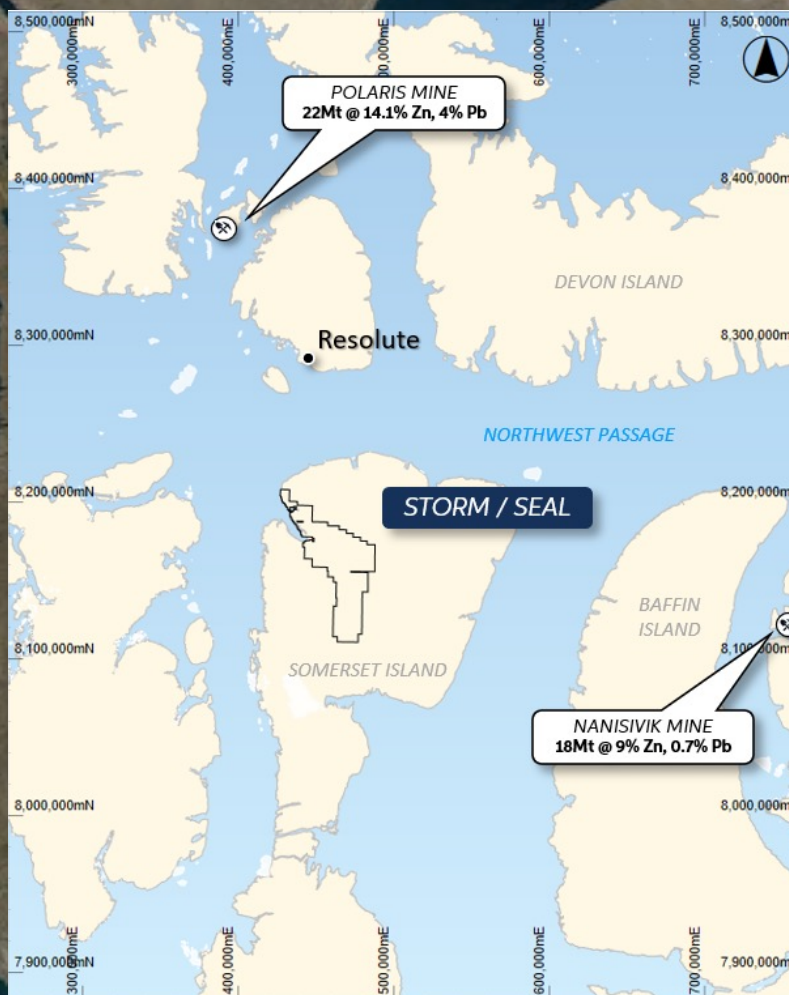 8,500,000mN
300,000mE
400,000mE
600,000mE
700,000mE
8,500,000mN
POLARIS MINE
22Mt @ 14.1% Zn, 4% Pb
8,400,000mN
8,400,000mN
DEVON ISLAND
8,300,000mN
Resolute
8,300,000mN
NORTHWEST PASSAGE
8,200,000mN
STORM / SEAL
8,200,000mN
BAFFIN
ISLAND
8,100,000mN
SOMERSET ISLAND
NANISIVIK MINE
18Mt @ 9% Zn, 0.7% Pb
8,000,000mN
8,000,000mN
7,900,000mN
300,000mE
400,000mE
500,000mE
600,000mE
700,000mE
7,900,000mN